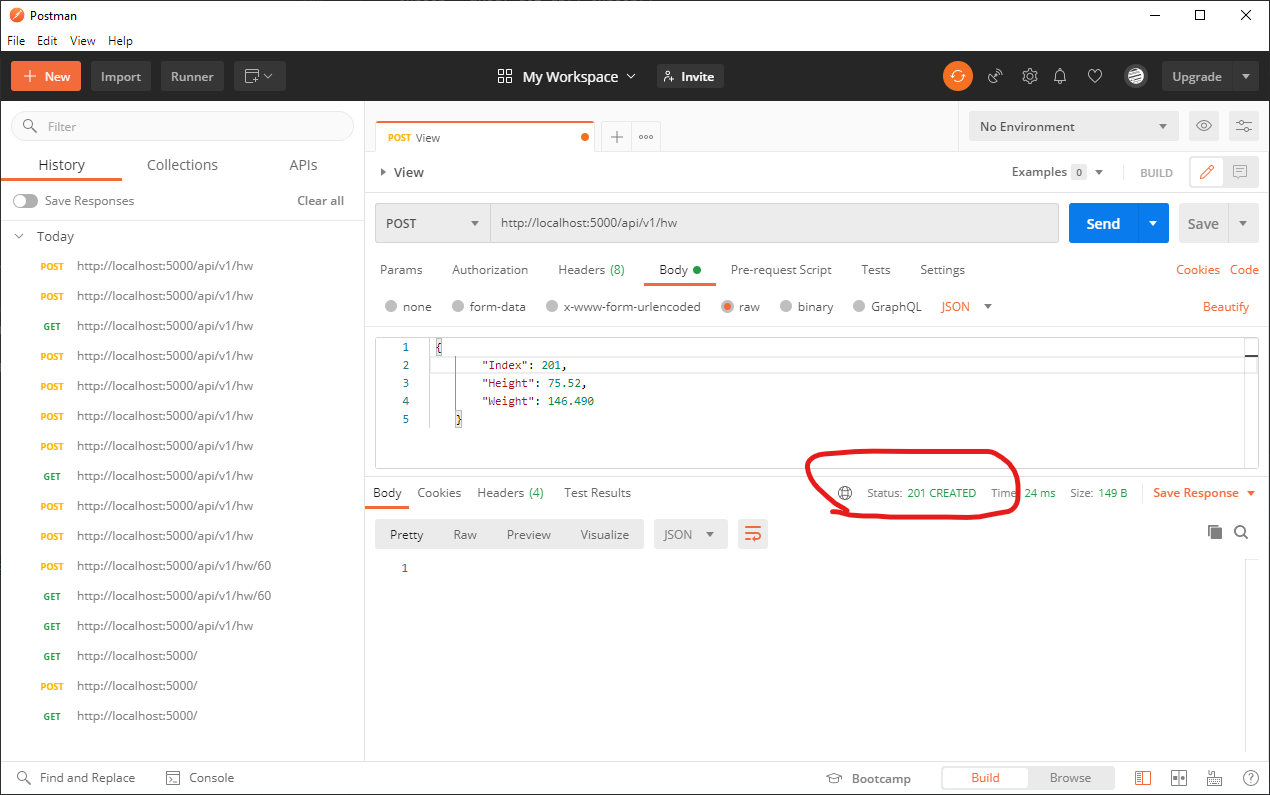 Postman
File Edit View Help
New Import Runner My Workspace Invite Upgrade
Filter
History Collections APIs
Save Responses Clear all
Today
POST http://localhost:5000/api/v1/hw
POST http://localhost:5000/api/v1/hw
GET http://localhost:5000/api/v1/hw
POST http://localhost:5000/api/v1/hw
POST http://localhost:5000/api/v1/hw
POST http://localhost:5000/api/v1/hw
POST http://localhost:5000/api/v1/hw
GET http://localhost:5000/api/v1/hw
POST http://localhost:5000/api/v1/hw
POST http://localhost:5000/api/v1/hw
POST http://localhost:5000/api/v1/hw/60
GET http://localhost:5000/api/v1/hw/60
GET http://localhost:5000/api/v1/hw
GET http://localhost:5000/
POST http://localhost:5000/
GET http://localhost:5000/
POST View
No Environment
View Examples 0 BUILD
POST http://localhost:5000/api/v1/hw Send Save
Params Authorization Headers (8) Body Pre-request Script Tests Settings Cookies Code
none form-data x-www-form-urlencoded raw binary GraphQL JSON Beautify
1 {
2 "Index": 201,
3 "Height": 75.52,
4 "Weight": 146.490
5 }
Body Cookies Headers (4) Test Results Status: 201 CREATED Time: 24 ms Size: 149 B Save Response
Pretty Raw Preview Visualize JSON
1
Find and Replace Console Bootcamp Build Browse